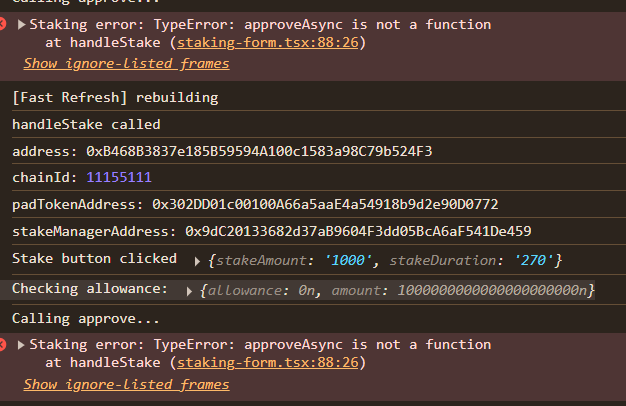 calling approve...
Staking error: TypeError: approveAsync is not a function
at handleStake (staking-form.tsx:88:26)
Show ignore-listed frames
[Fast Refresh] rebuilding
handleStake called
address: 0xB468B3837e185B59594A100c1583a98C79b524F3
chainId: 11155111
padTokenAddress: 0x302DD01c00100A66a5aaE4a54918b9d2e90D0772
stakeManagerAddress: 0x9dC20133682d37aB9604F3dd05BcA6aF541De459
Stake button clicked ▶ {stakeAmount: '1000', stakeDuration: '270'}
Checking allowance: ▶ {allowance: 0n, amount: 1000000000000000000000n}
Calling approve...
Staking error: TypeError: approveAsync is not a function
at handleStake (staking-form.tsx:88:26)
Show ignore-listed frames